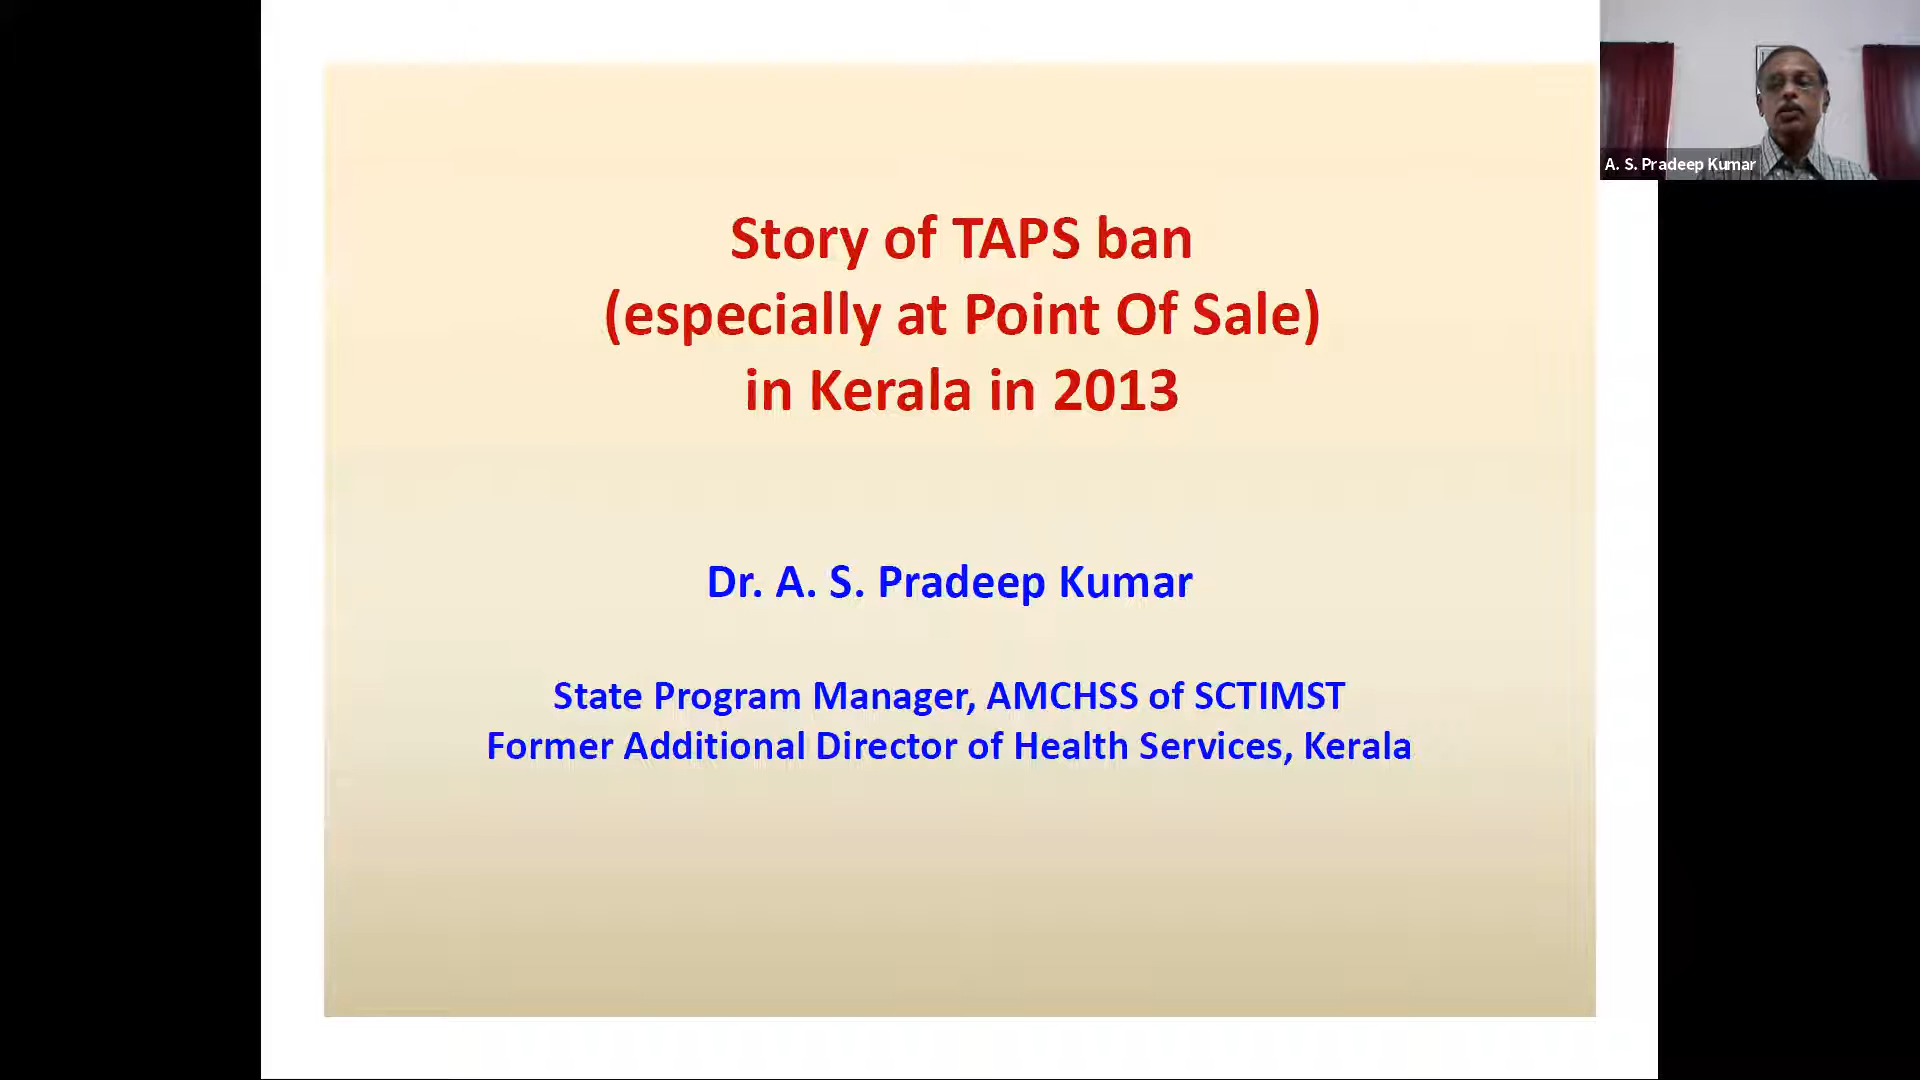 Story of TAPS ban
(especially at Point Of Sale)
in Kerala in 2013
Dr. A. S. Pradeep Kumar
State Program Manager, AMCHSS of SCTIMST
Former Additional Director of Health Services, Kerala
A. S. Pradeep Kumar